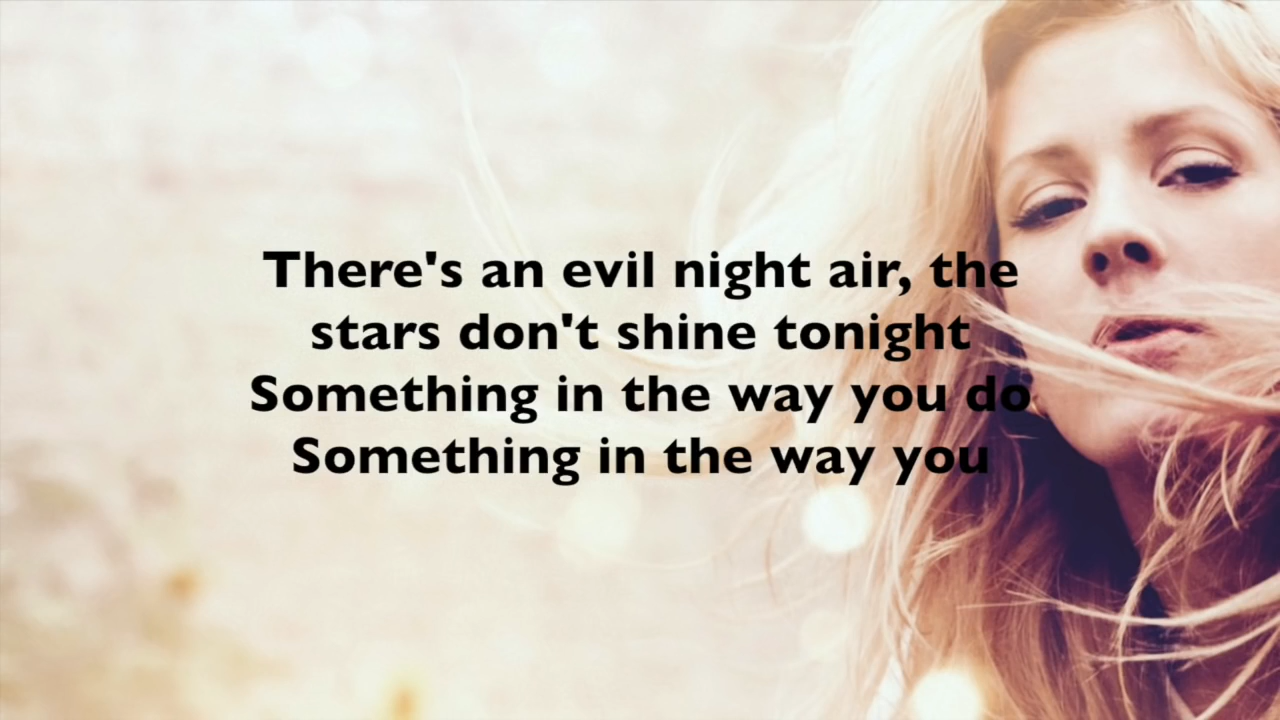 There's an evil night air, the
stars don't shine tonight
Something in the way you do
Something in the way you